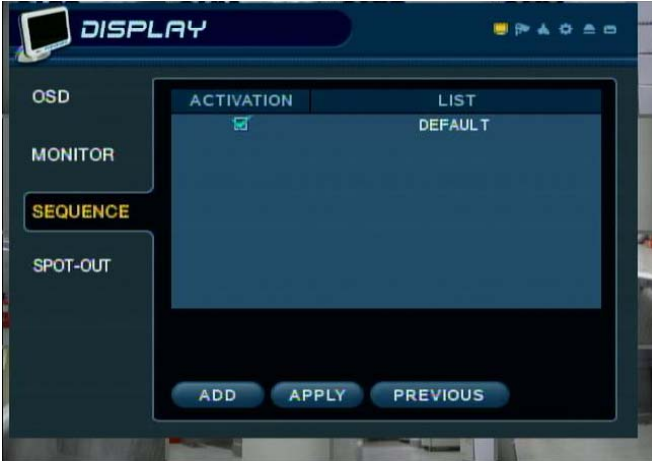 DISPLAY
OSD
MONITOR
SEQUENCE
SPOT-OUT
ACTIVATION LIST
DEFAULT
ADD APPLY PREVIOUS